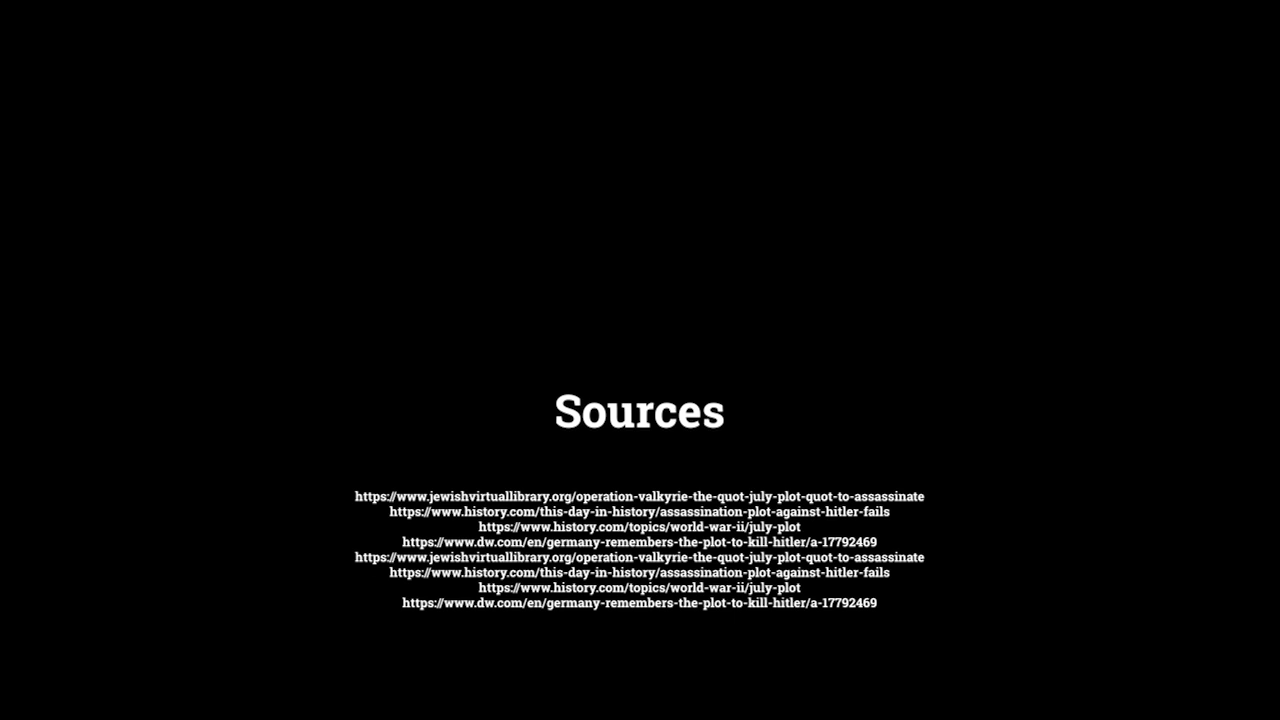 Sources
https://www.jewishvirtuallibrary.org/operation-valkyrie-the-quot-july-plot-quot-to-assassinate
https://www.history.com/this-day-in-history/assassination-plot-against-hitler-fails
https://www.history.com/topics/world-war-ii/july-plot
https://www.dw.com/en/germany-remembers-the-plot-to-kill-hitler/a-17792469
https://www.jewishvirtuallibrary.org/operation-valkyrie-the-quot-july-plot-quot-to-assassinate
https://www.history.com/this-day-in-history/assassination-plot-against-hitler-fails
https://www.history.com/topics/world-war-ii/july-plot
https://www.dw.com/en/germany-remembers-the-plot-to-kill-hitler/a-17792469